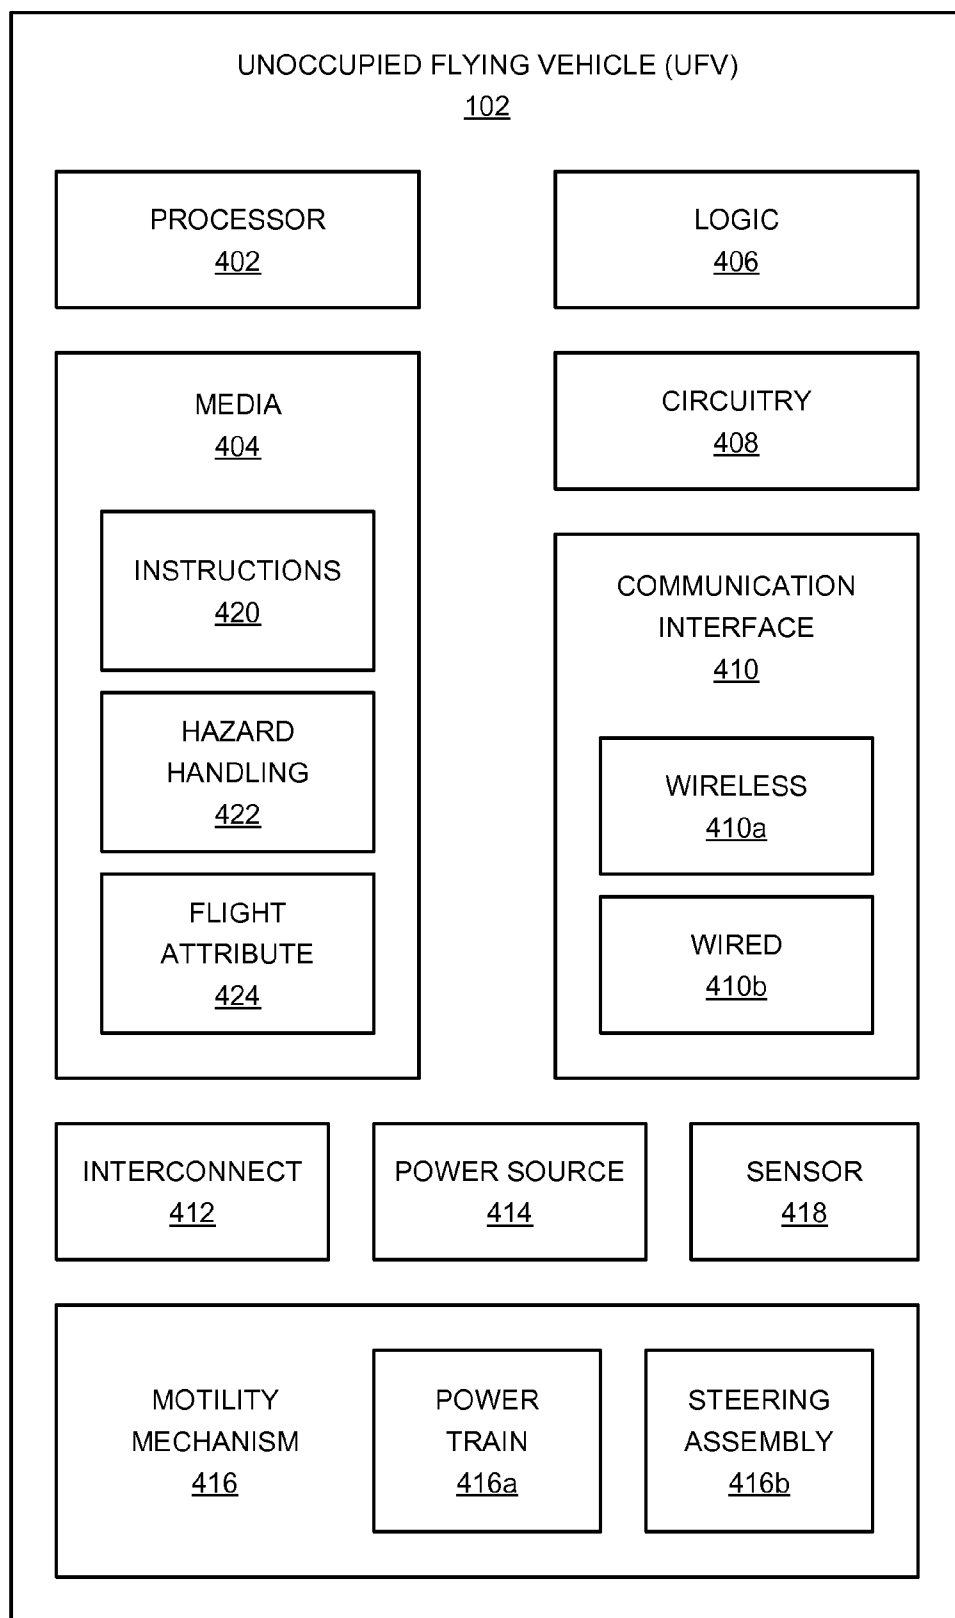 UNOCCUPIED FLYING VEHICLE (UFV)
102
PROCESSOR
402
LOGIC
406
MEDIA
404
INSTRUCTIONS
420
HAZARD
HANDLING
422
FLIGHT
ATTRIBUTE
424
CIRCUITRY
408
COMMUNICATION
INTERFACE
410
WIRELESS
410a
WIRED
410b
INTERCONNECT
412
POWER SOURCE
414
SENSOR
418
MOTILITY
MECHANISM
416
POWER
TRAIN
416a
STEERING
ASSEMBLY
416b